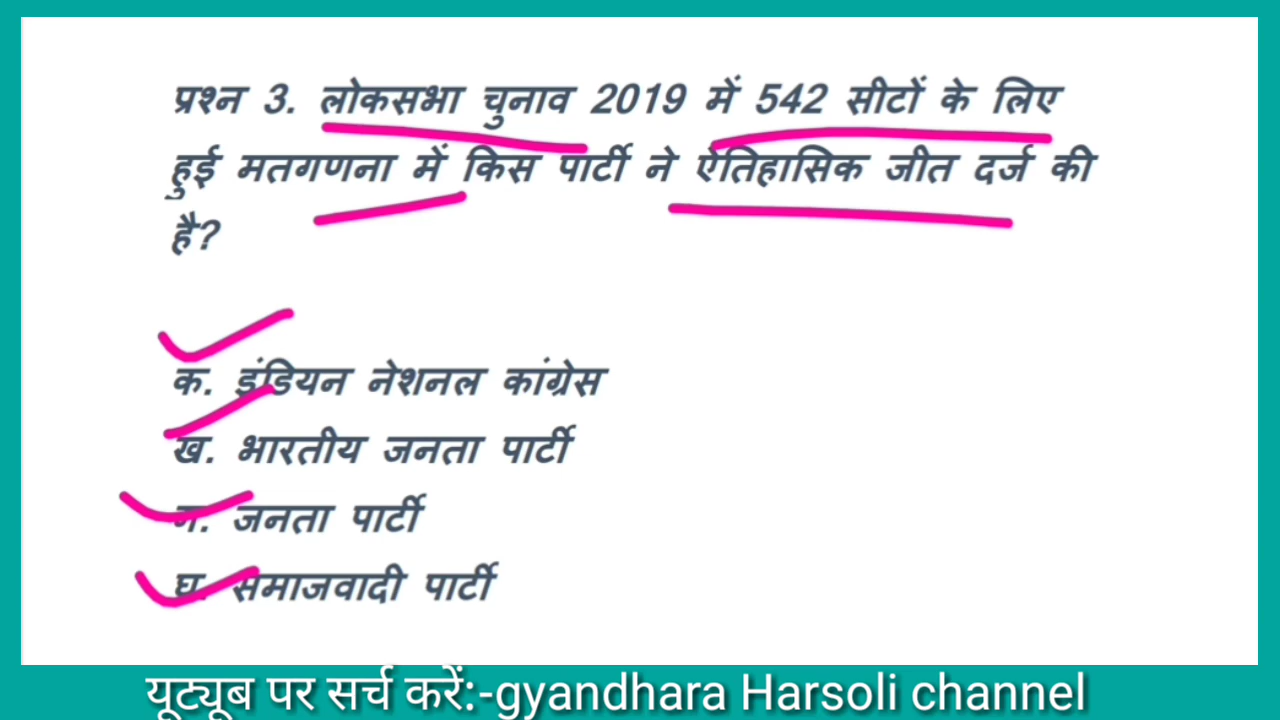 प्रश्न 3. लोकसभा चुनाव 2019 में 542 सीटों के लिए
हुई मतगणना में किस पार्टी ने ऐतिहासिक जीत दर्ज की
है?
क. इंडियन नेशनल कांग्रेस
ख. भारतीय जनता पार्टी
ग. जनता पार्टी
घ. समाजवादी पार्टी
यूट्यूब पर सर्च करें:-gyandhara Harsoli channel